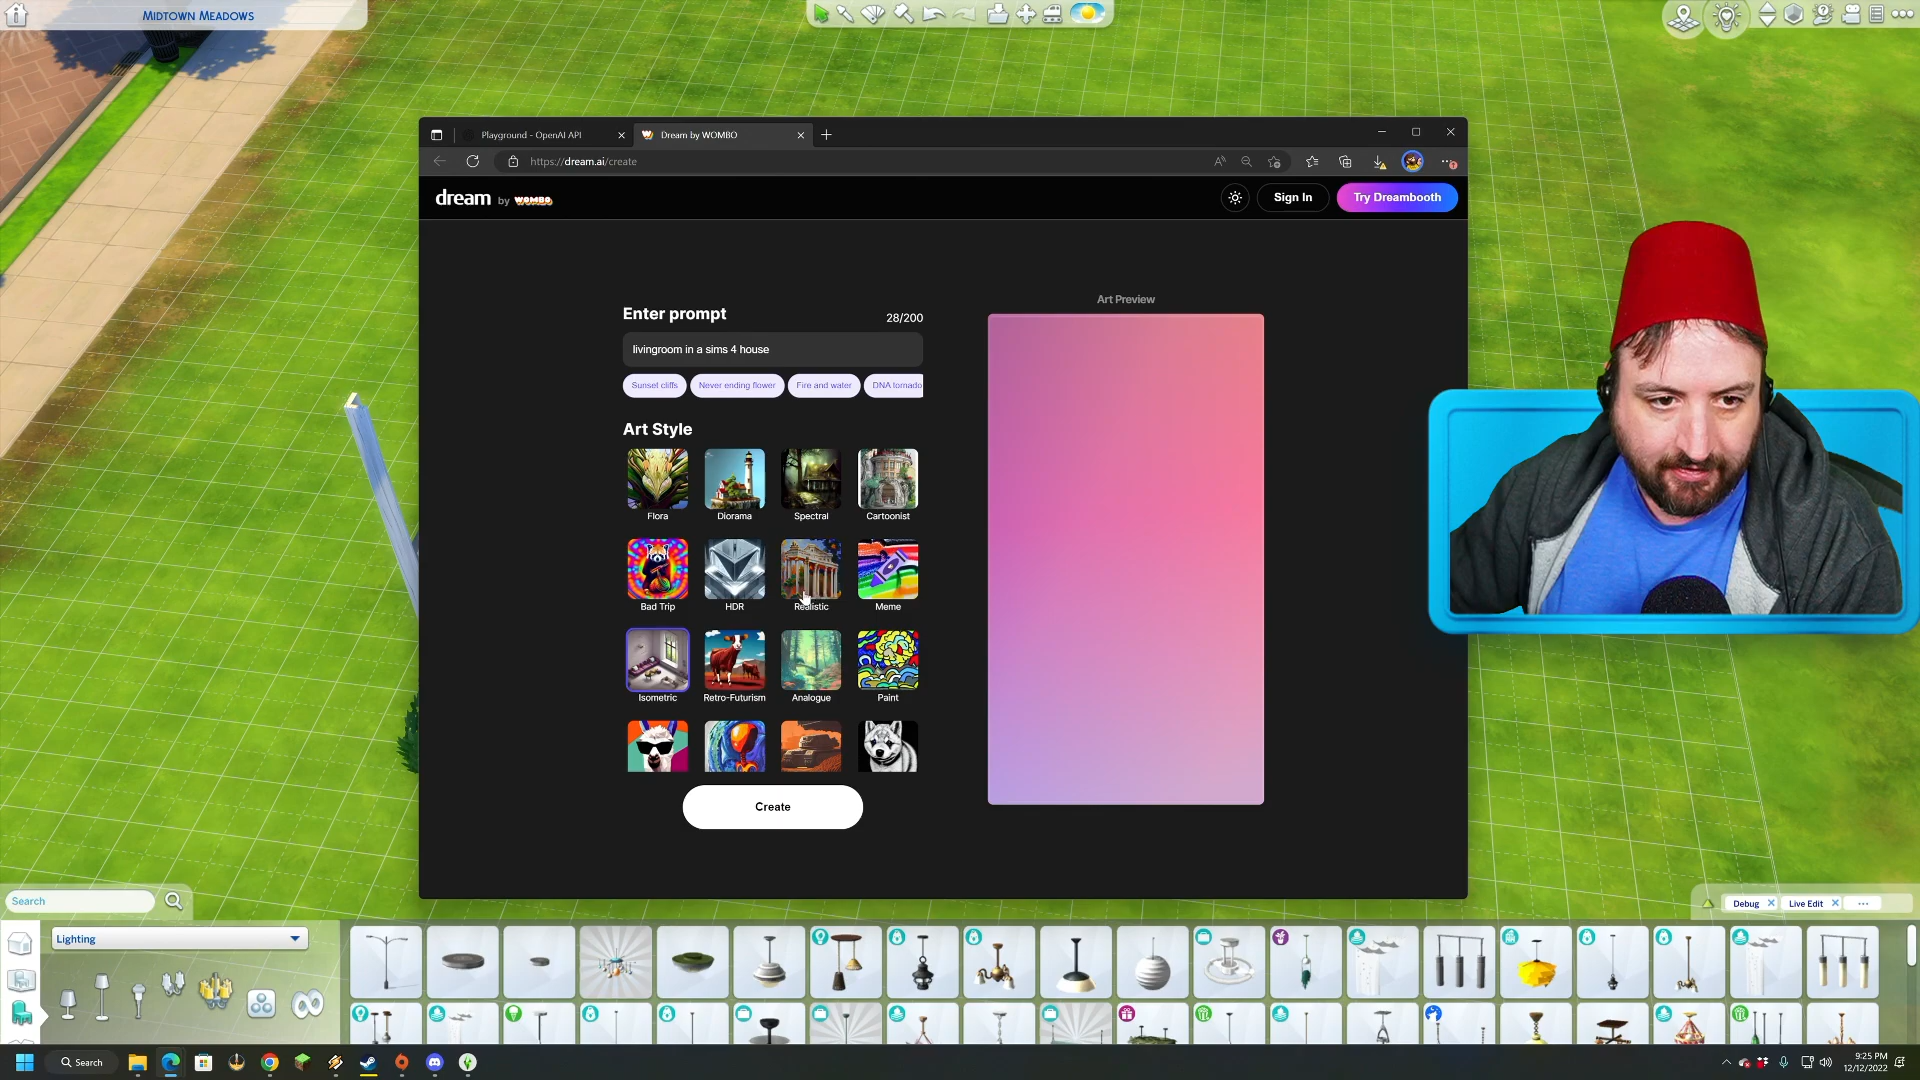 MIDTOWN MEADOWS
Playground - OpenAI API
Dream by WOMBO
https://dream.ai/create
dream by WOMBO
Sign In
Try Dreambooth
Enter prompt
28/200
livingroom in a sims 4 house
Sunset cliffs
Never ending flower
Fire and water
DNA tornado
Art Style
Flora
Diorama
Spectral
Cartoonist
Bad Trip
HDR
Realistic
Meme
Isometric
Retro-Futurism
Analogue
Paint
Create
Art Preview
Search
Debug
Live Edit
Lighting
Search
9:25 PM
12/12/2022